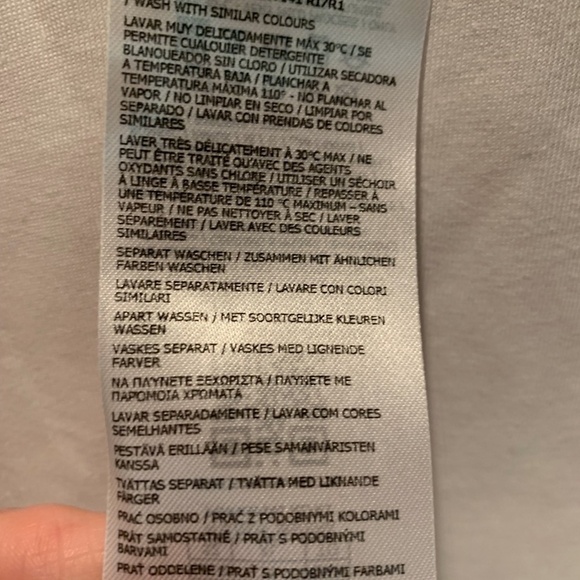 / WASH WITH SIMILAR COLOURS
LAVAR MUY DELICADAMENTE MÁX 30°C / SE
PERMITE CUALQUIER DETERGENTE
BLANQUEADOR SIN CLORO / UTILIZAR SECADORA
A TEMPERATURA BAJA / PLANCHAR A
TEMPERATURA MÁXIMA 110° - NO PLANCHAR AL
VAPOR / NO LIMPIAR EN SECO / LIMPIAR POR
SEPARADO / LAVAR CON PRENDAS DE COLORES
SIMILARES
LAVER TRÈS DÉLICATEMENT À 30°C MAX / NE
PEUT ÊTRE TRAITÉ QU'AVEC DES AGENTS
OXYDANTS SANS CHLORE / UTILISER UN SÉCHOIR
À LINGE À BASSE TEMPÉRATURE / REPASSER À
UNE TEMPÉRATURE DE 110 °C MAXIMUM – SANS
VAPEUR / NE PAS NETTOYER À SEC / LAVER
SÉPARÉMENT / LAVER AVEC DES COULEURS
SIMILAIRES
SEPARAT WASCHEN / ZUSAMMEN MIT ÄHNLICHEN
FARBEN WASCHEN
LAVARE SEPARATAMENTE / LAVARE CON COLORI
SIMILARI
APART WASSEN / MET SOORTGELIJKE KLEUREN
WASSEN
VASKES SEPARAT / VASKES MED LIGNENDE
FARVER
ΝΑ ΠΛΥΝΕΤΕ ΞΕΧΩΡΙΣΤΑ / ΠΛΥΝΕΤΕ ΜΕ
ΠΑΡΟΜΟΙΑ ΧΡΩΜΑΤΑ
LAVAR SEPARADAMENTE / LAVAR COM CORES
SEMELHANTES
PESTÄVÄ ERILLÄÄN / PESE SAMANVÄRISTEN
KANSSA
TVÄTTAS SEPARAT / TVÄTTA MED LIKNANDE
FÄRGER
PRAĆ OSOBNO / PRAĆ Z PODOBNYMI KOLORAMI
PRÁT SAMOSTATNĚ / PRÁT S PODOBNÝMI
BARVAMI
PRAŤ ODDELENE / PRAŤ S PODOBNÝMI FARBAMI